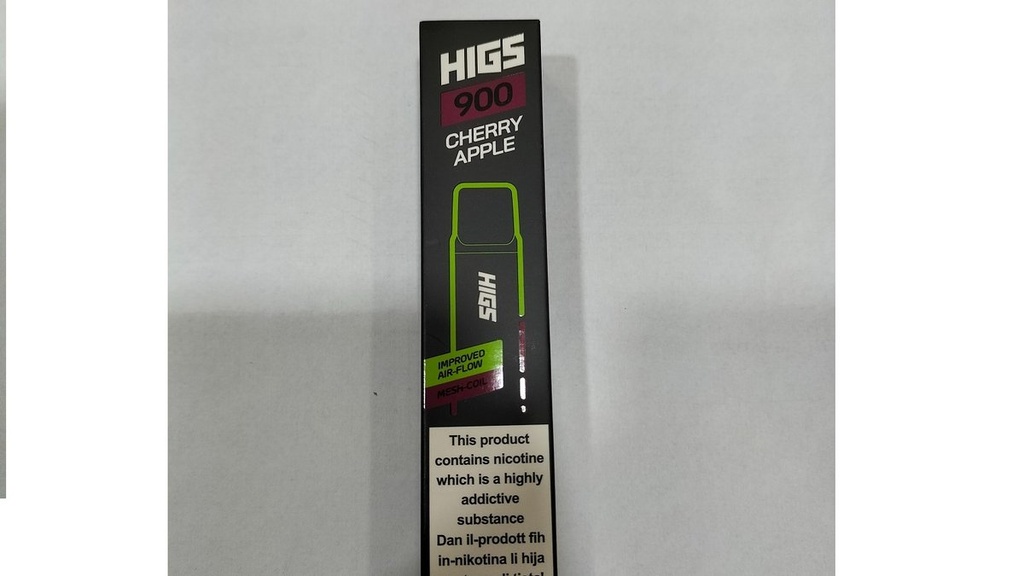 HIGS
900
CHERRY
APPLE
HIGS
IMPROVED
AIR-FLOW
MESH-COIL
This product
contains nicotine
which is a highly
addictive
substance
Dan il-prodott fih
in-nikotina li hija